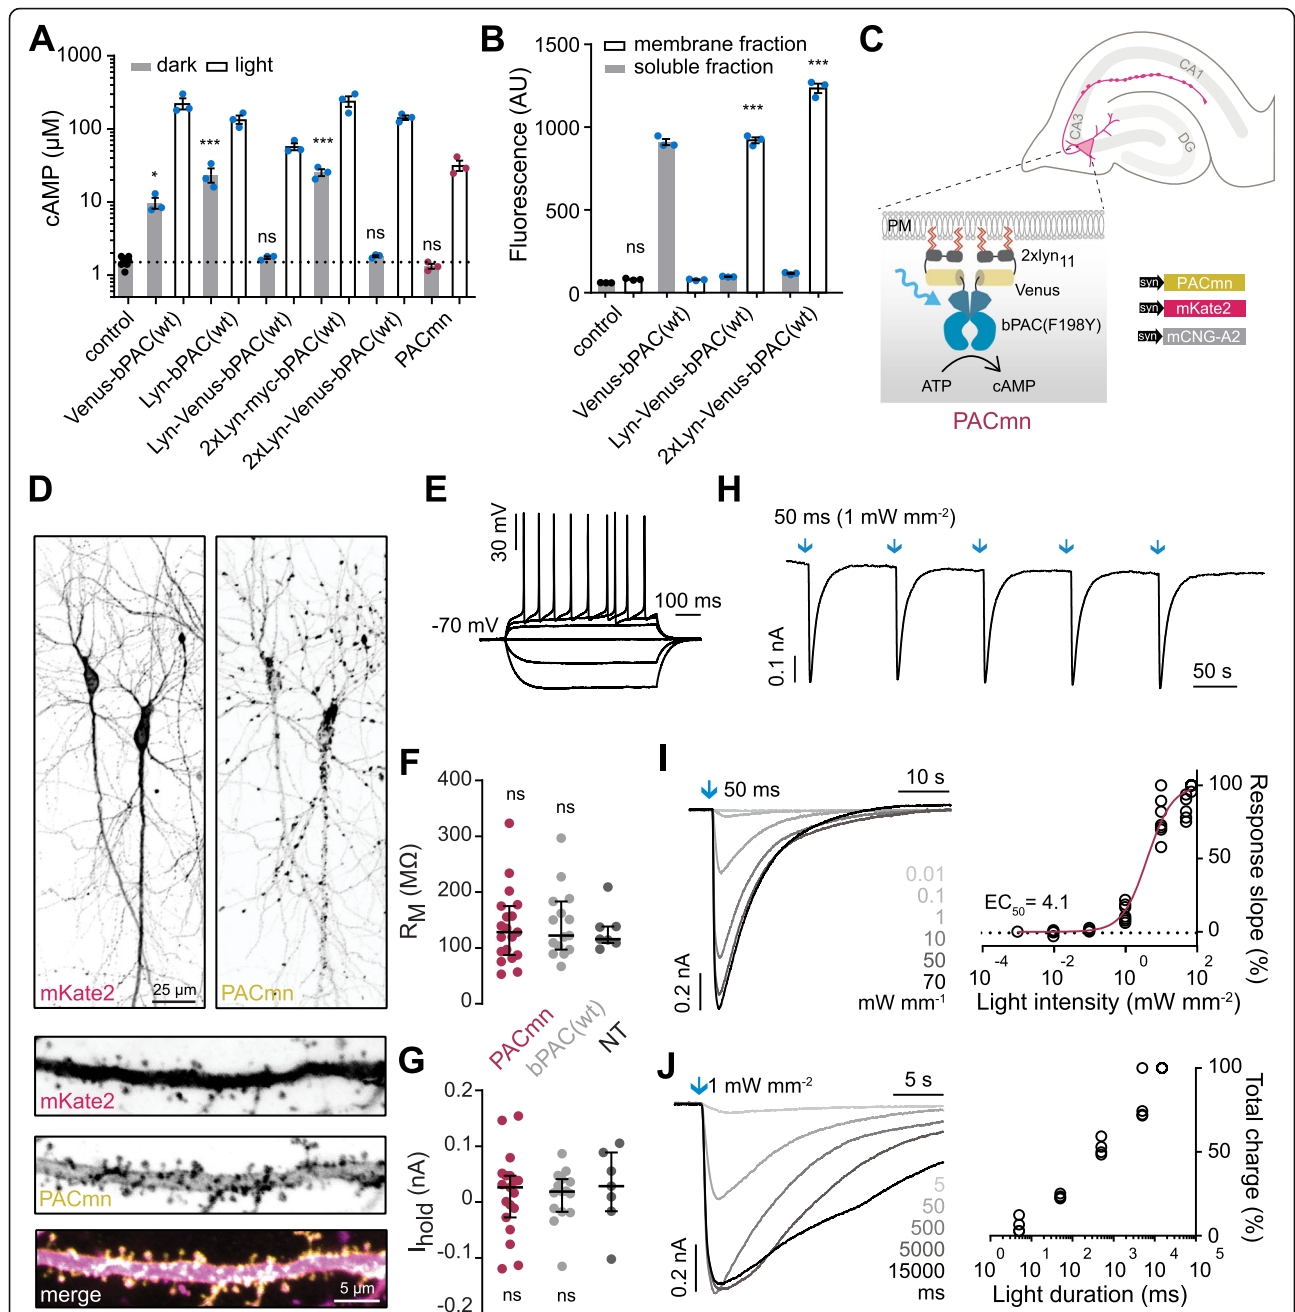 A
1000
100
10
1
cAMP (µM)
dark
light
*
***
ns
***
ns
ns
control
Venus-bPAC(wt)
Lyn-bPAC(wt)
Lyn-Venus-bPAC(wt)
2xLyn-myc-bPAC(wt)
2xLyn-Venus-bPAC(wt)
PACmn
B
1500
1000
500
0
Fluorescence (AU)
membrane fraction
soluble fraction
ns
***
***
control
Venus-bPAC(wt)
Lyn-Venus-bPAC(wt)
2xLyn-Venus-bPAC(wt)
C
CA1
CA3
DG
PM
2xlyn11
Venus
bPAC(F198Y)
ATP
cAMP
PACmn
syn PACmn
syn mKate2
syn mCNG-A2
D
mKate2
25 µm
PACmn
mKate2
PACmn
merge
5 µm
E
30 mV
100 ms
-70 mV
F
400
300
200
100
0
RM (MΩ)
ns
ns
PACmn
bPAC(wt)
NT
G
0.2
0.1
0
-0.1
-0.2
Ihold (nA)
ns
ns
H
50 ms (1 mW mm-2)
0.1 nA
50 s
I
50 ms
10 s
0.2 nA
0.01
0.1
1
10
50
70
mW mm-1
EC50= 4.1
100
50
0
Response slope (%)
10-4
10-2
100
102
104
Light intensity (mW mm-2)
J
1 mW mm-2
5 s
0.2 nA
5
50
500
5000
15000
ms
100
50
0
Total charge (%)
100
101
102
103
104
105
Light duration (ms)